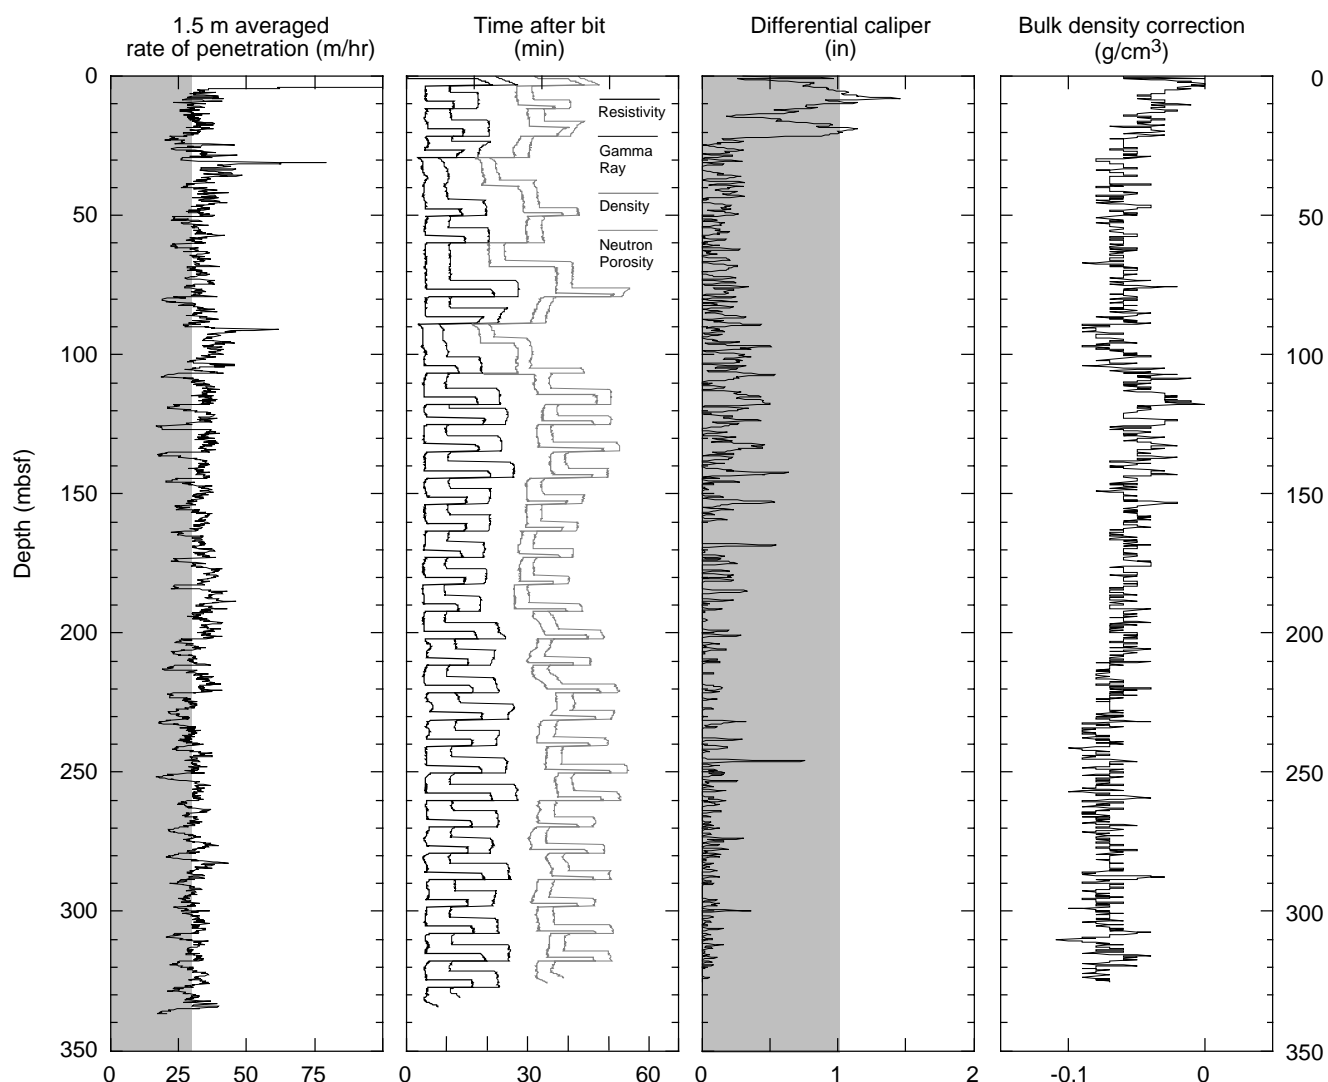 1.5 m averaged
rate of penetration (m/hr)
Time after bit
(min)
Differential caliper
(in)
Bulk density correction
(g/cm3)
0
0
Resistivity
Gamma
Ray
Density
50
50
Neutron
Porosity
100
100
Depth (mbsf)
150
150
200
200
250
250
300
300
350
350
0
25
50
75
0
30
60
0
1
2
-0.1
0